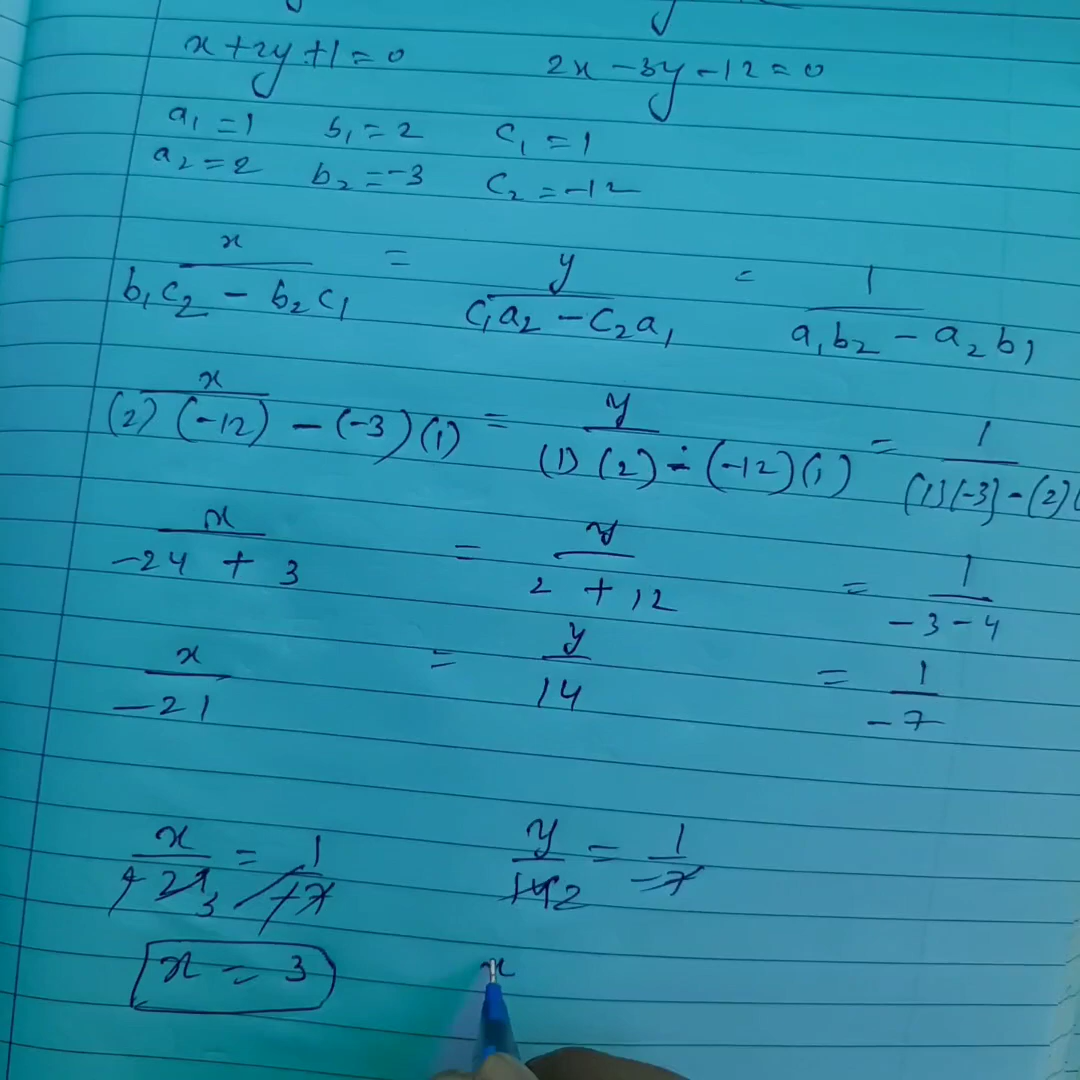 x+2y+1=0 2x-3y-12=0
a₁=1 b₁=2 c₁=1
a₂=2 b₂=-3 c₂=-12
x/(b₁c₂ - b₂c₁) = y/(c₁a₂ - c₂a₁) = 1/(a₁b₂ - a₂b₁)
x/((2)(-12) - (-3)(1)) = y/((1)(2) - (-12)(1)) = 1/((1)(-3) - (2)(
x/(-24 + 3) = y/(2 + 12) = 1/(-3-4)
x/-21 = y/14 = 1/-7
x/-21 3 = 1/-7 y/14 2 = 1/-7
x = 3 x